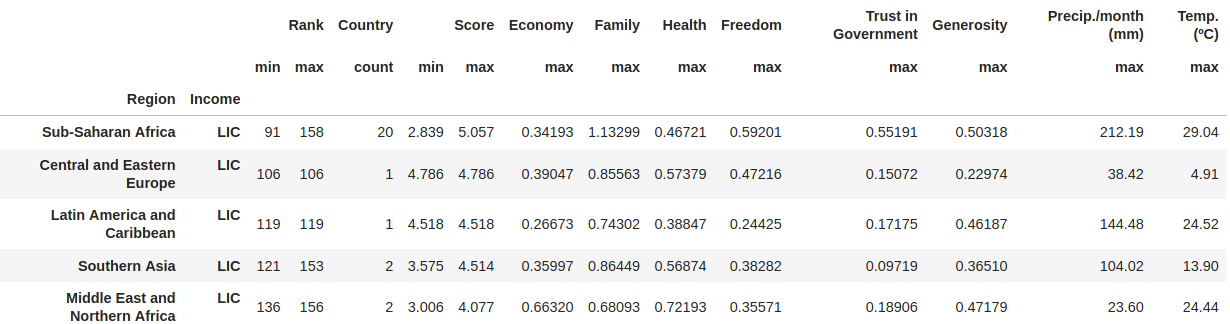 Rank Country Score Economy Family Health Freedom Trust in Government Generosity Precip./month (mm) Temp. (ºC)
min max count min max max max max max max max max max
Region Income
Sub-Saharan Africa LIC 91 158 20 2.839 5.057 0.34193 1.13299 0.46721 0.59201 0.55191 0.50318 212.19 29.04
Central and Eastern Europe LIC 106 106 1 4.786 4.786 0.39047 0.85563 0.57379 0.47216 0.15072 0.22974 38.42 4.91
Latin America and Caribbean LIC 119 119 1 4.518 4.518 0.26673 0.74302 0.38847 0.24425 0.17175 0.46187 144.48 24.52
Southern Asia LIC 121 153 2 3.575 4.514 0.35997 0.86449 0.56874 0.38282 0.09719 0.36510 104.02 13.90
Middle East and Northern Africa LIC 136 156 2 3.006 4.077 0.66320 0.68093 0.72193 0.35571 0.18906 0.47179 23.60 24.44